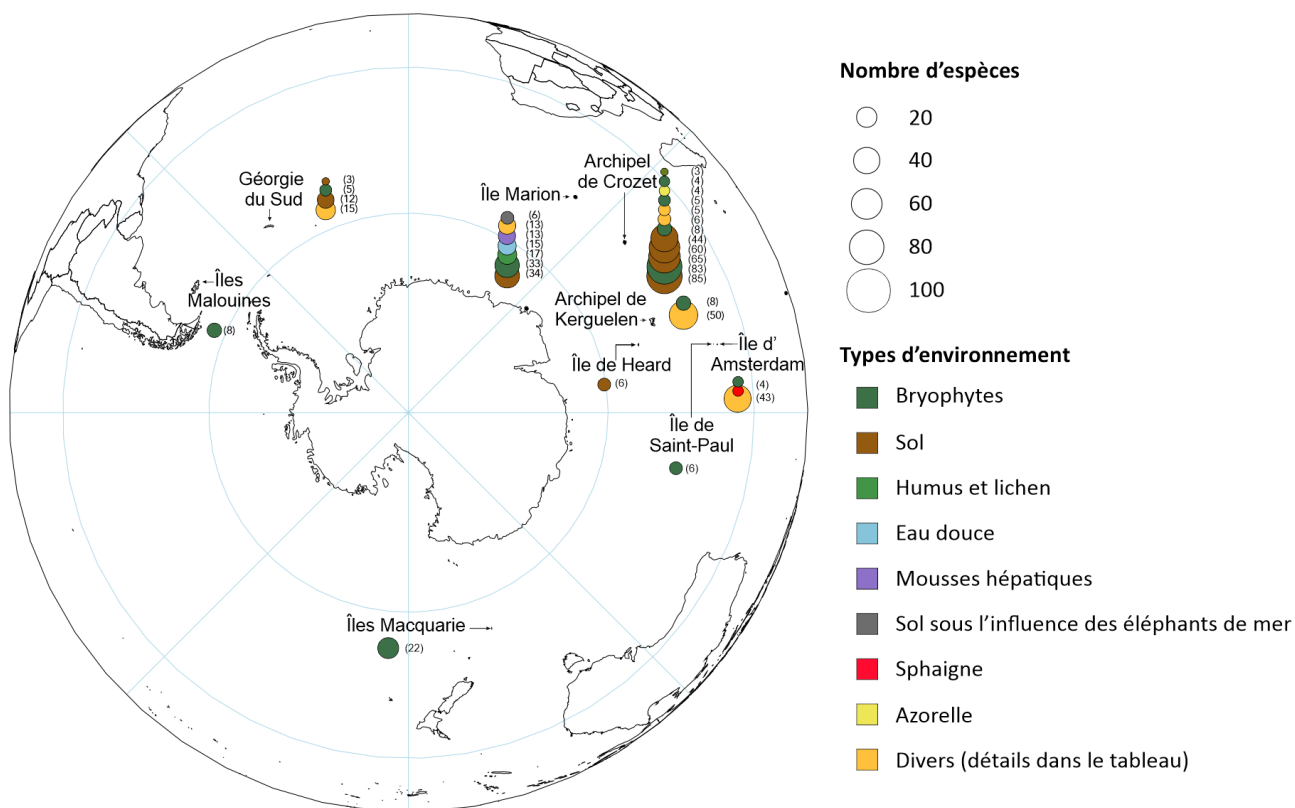 Nombre d'espèces
20
40
60
80
100
Types d'environnement
Bryophytes
Sol
Humus et lichen
Eau douce
Mousses hépatiques
Sol sous l'influence des éléphants de mer
Sphaigne
Azorelle
Divers (détails dans le tableau)
Géorgie
du Sud
(3)
(5)
(12)
(15)
Île Marion
(6)
(13)
(13)
(15)
(17)
(33)
(34)
Archipel
de Crozet
(3)
(4)
(4)
(5)
(5)
(6)
(8)
(44)
(60)
(65)
(83)
(85)
Îles
Malouines
(8)
Archipel de
Kerguelen
(8)
(50)
Île de Heard
(6)
Île d'
Amsterdam
(4)
(43)
Île de
Saint-Paul
(6)
Îles Macquarie
(22)